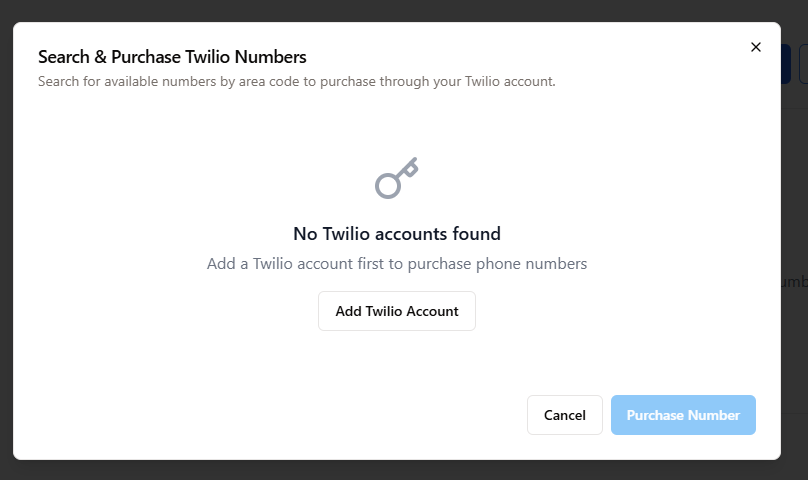 Search & Purchase Twilio Numbers
Search for available numbers by area code to purchase through your Twilio account.
No Twilio accounts found
Add a Twilio account first to purchase phone numbers
Add Twilio Account
Cancel
Purchase Number